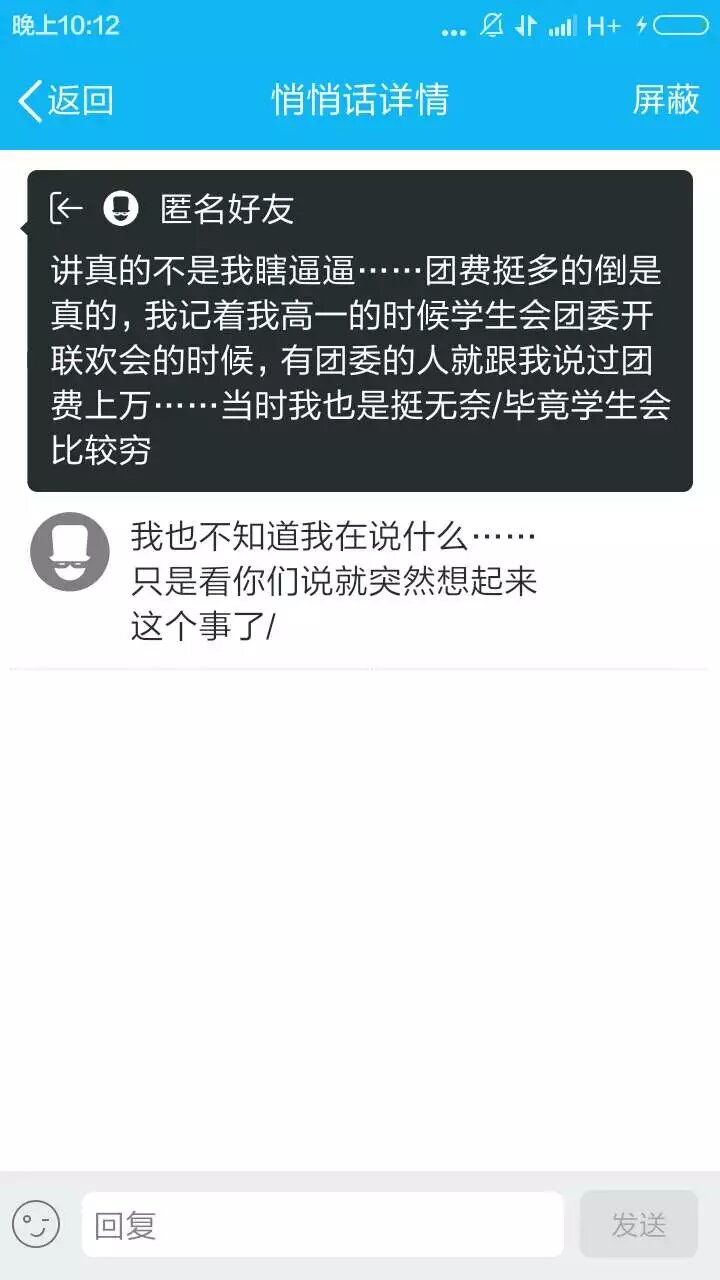 晚上10:12
H+
返回
悄悄话详情
屏蔽
匿名好友
讲真的不是我瞎逼逼……团费挺多的倒是
真的，我记着我高一的时候学生会团委开
联欢会的时候，有团委的人就跟我说过团
费上万……当时我也是挺无奈/毕竟学生会
比较穷
我也不知道我在说什么……
只是看你们说就突然想起来
这个事了/
回复
发送